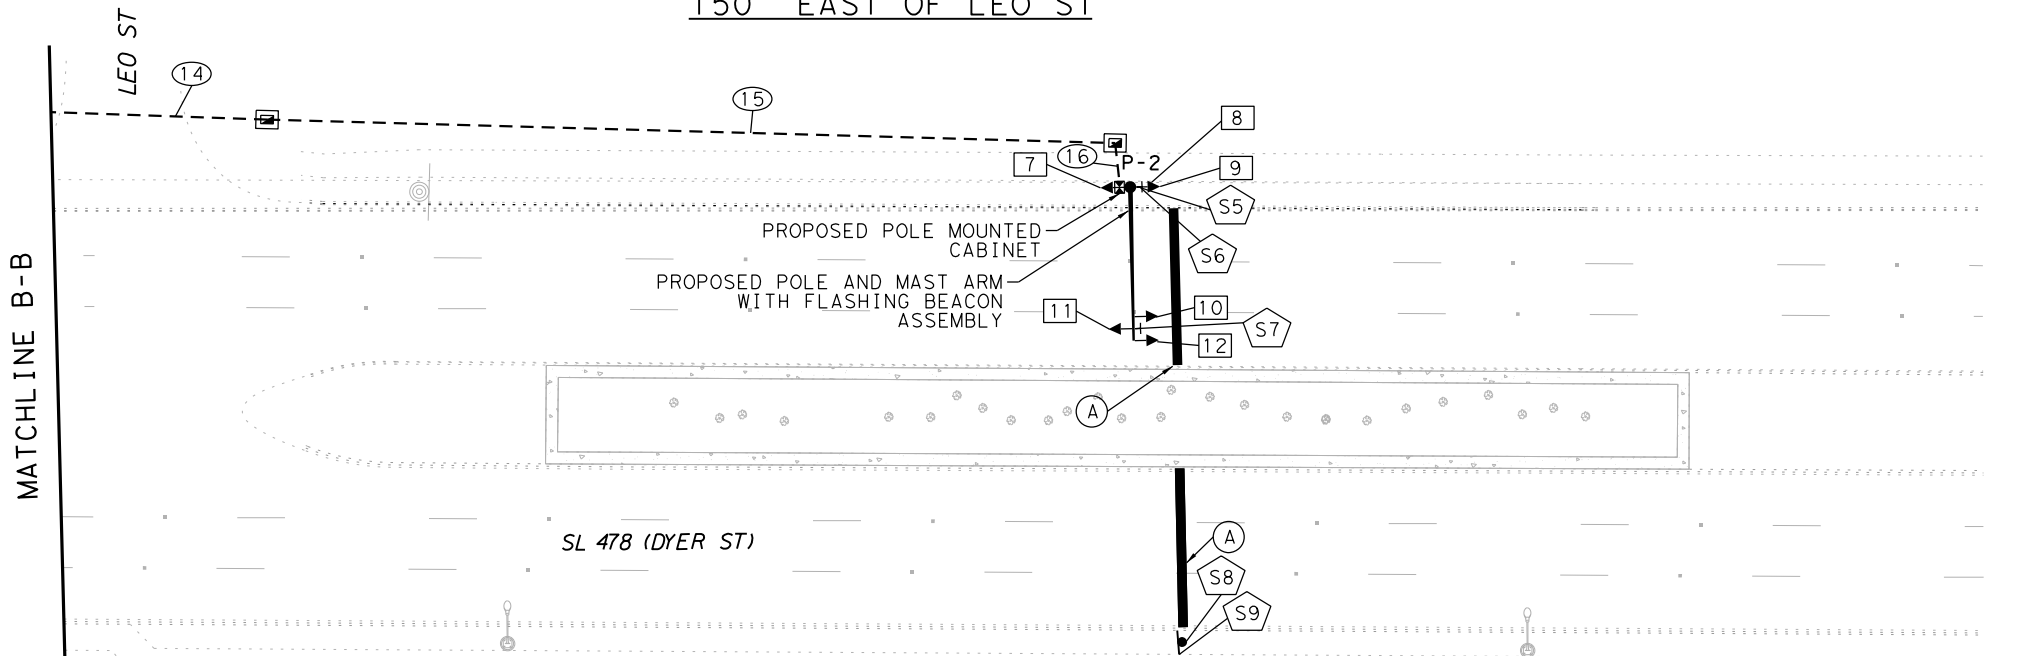 150' EAST OF LEO ST
LEO ST
14
15
8
16
P-2
7
9
S5
PROPOSED POLE MOUNTED
CABINET
S6
PROPOSED POLE AND MAST ARM
WITH FLASHING BEACON
ASSEMBLY
11
10
S7
12
MATCHLINE B-B
A
SL 478 (DYER ST)
A
S8
S9